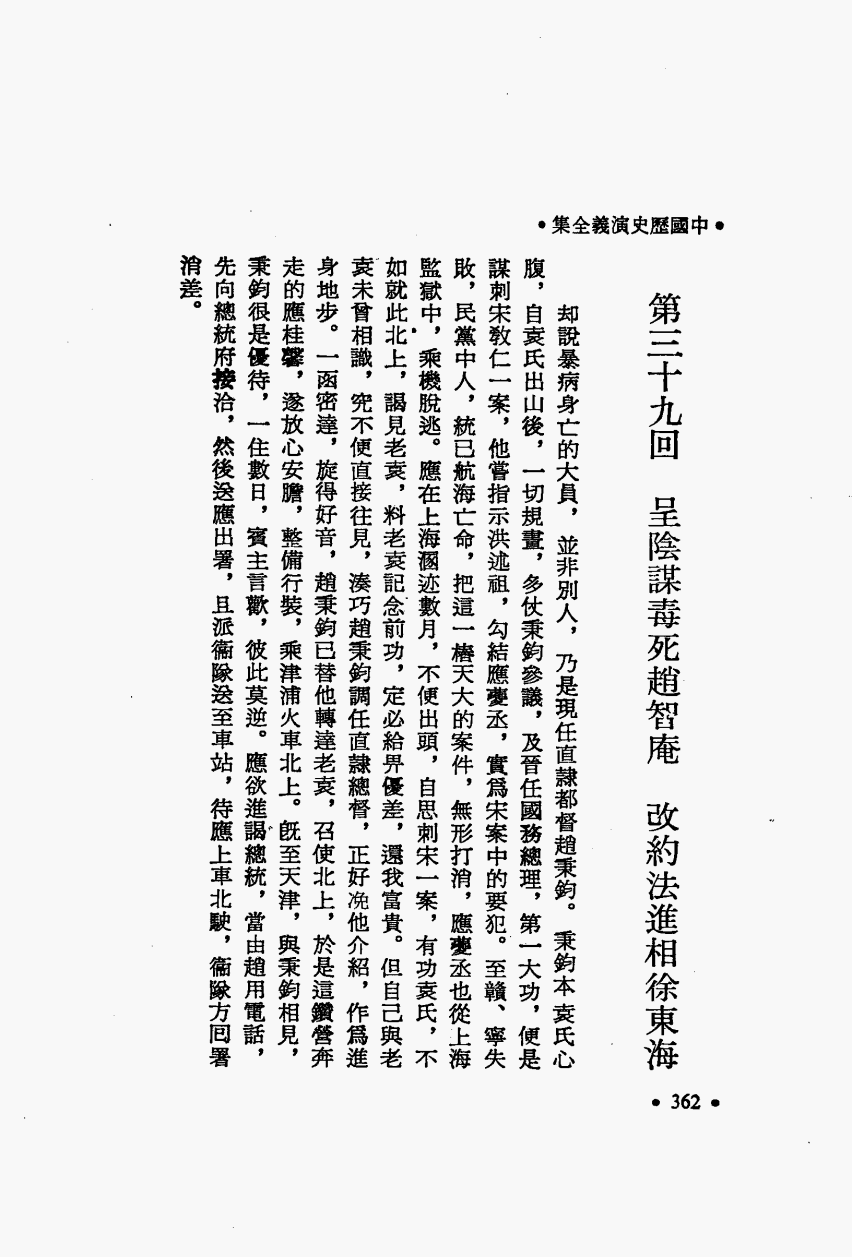 •中國歷史演義全集•
第三十九回　呈陰謀毒死趙智庵　改約法進相徐東海
却說暴病身亡的大員，並非別人，乃是現任直隸都督趙秉鈞。秉鈞本袁氏心
腹，自袁氏出山後，一切規畫，多仗秉鈞參議，及晉任國務總理，第一大功，便是
謀刺宋敎仁一案，他嘗指示洪述祖，勾結應夔丞，實爲宋案中的要犯。至贛、寧失
敗，民黨中人，統已航海亡命，把這一樁天大的案件，無形打消，應夔丞也從上海
監獄中，乘機脫逃。應在上海溷迹數月，不便出頭，自思刺宋一案，有功袁氏，不
如就此北上，謁見老袁，料老袁記念前功，定必給畀優差，還我富貴。但自己與老
袁未曾相識，究不便直接往見，湊巧趙秉鈞調任直隸總督，正好浼他介紹，作爲進
身地步。一函密達，旋得好音，趙秉鈞已替他轉達老袁，召使北上，於是這鑽營奔
走的應桂馨，遂放心安膽，整備行裝，乘津浦火車北上。旣至天津，與秉鈞相見，
秉鈞很是優待，一住數日，賓主言歡，彼此莫逆。應欲進謁總統，當由趙用電話，
先向總統府接洽，然後送應出署，且派衞隊送至車站，待應上車北駛，衞隊方回署
消差。
•362•